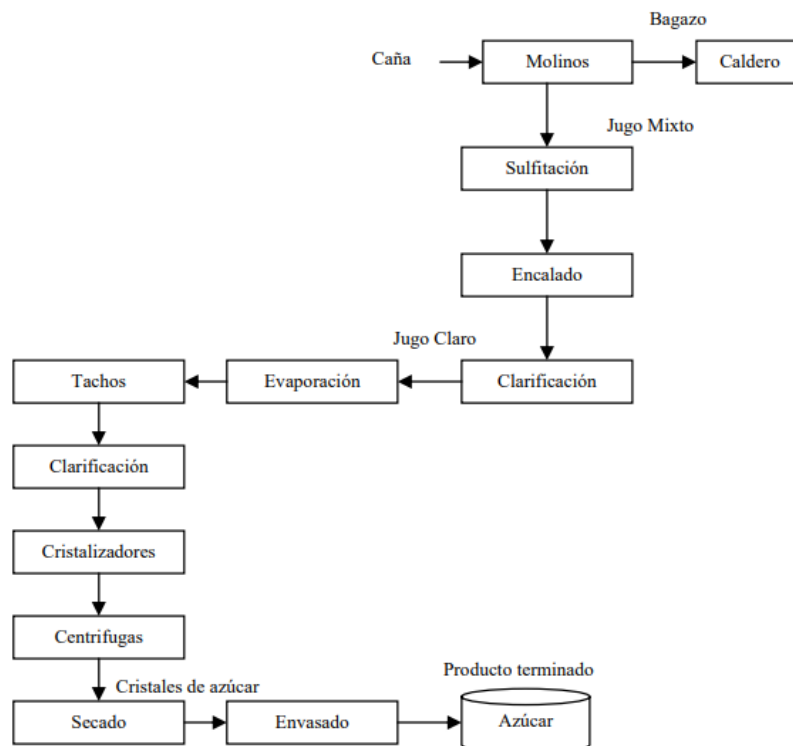 Bagazo
Caña
Molinos
Caldero
Jugo Mixto
Sulfitación
Encalado
Jugo Claro
Tachos
Evaporación
Clarificación
Clarificación
Cristalizadores
Centrifugas
Cristales de azúcar
Producto terminado
Secado
Envasado
Azúcar